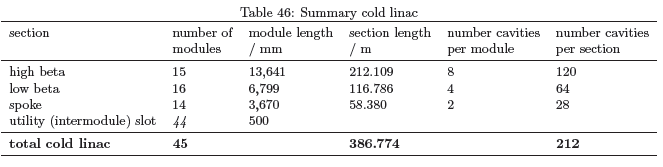 Table 46: Summary cold linac
section number of modules module length / mm section length / m number cavities per module number cavities per section
high beta 15 13,641 212.109 8 120
low beta 16 6,799 116.786 4 64
spoke 14 3,670 58.380 2 28
utility (intermodule) slot 44 500
total cold linac 45 386.774 212